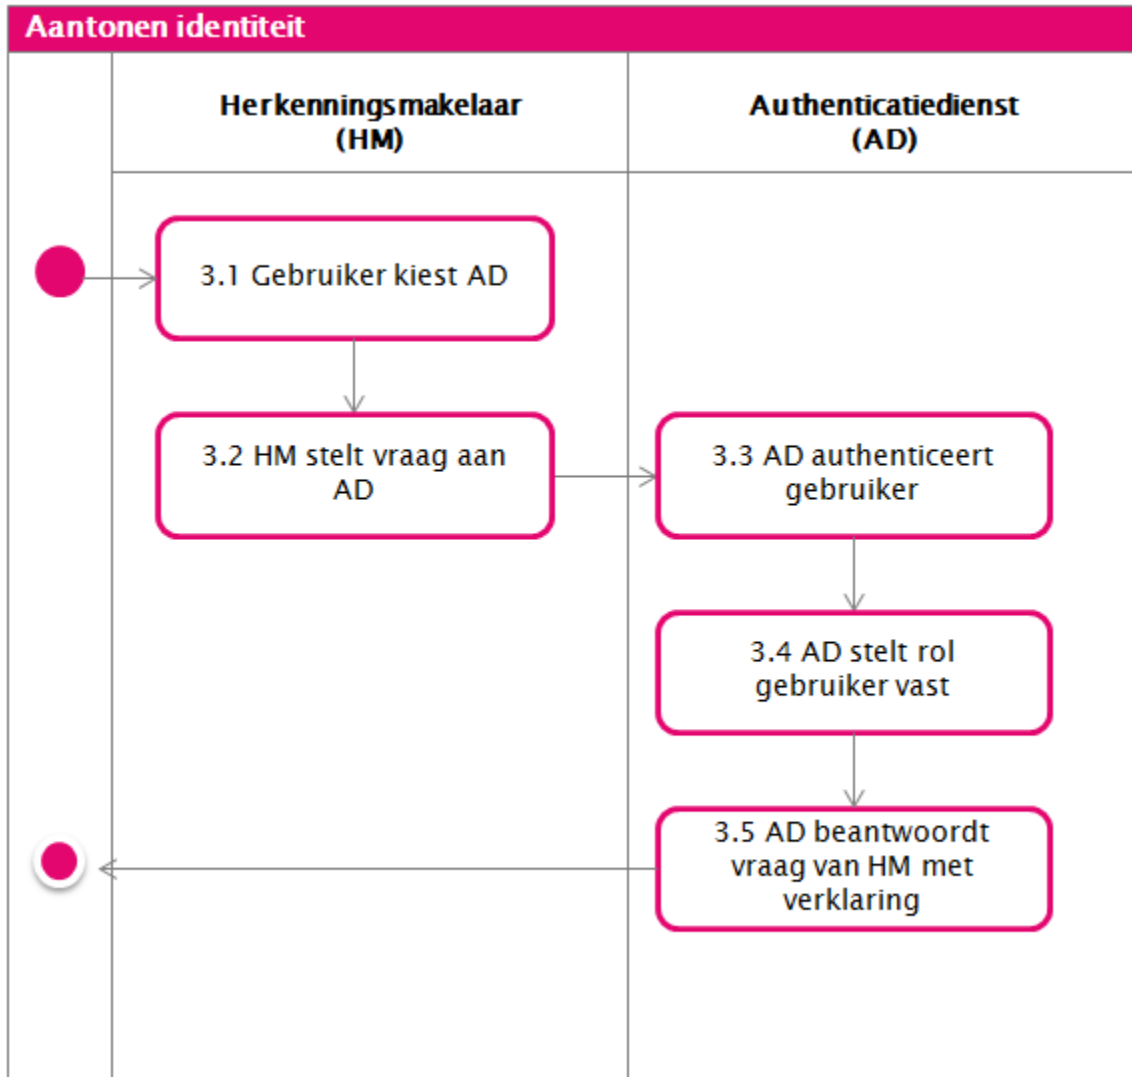 Aantonen identiteit
Herkenningsmakelaar
(HM)
Authenticatiedienst
(AD)
3.1 Gebruiker kiest AD
3.2 HM stelt vraag aan
AD
3.3 AD authenticeert
gebruiker
3.4 AD stelt rol
gebruiker vast
3.5 AD beantwoordt
vraag van HM met
verklaring